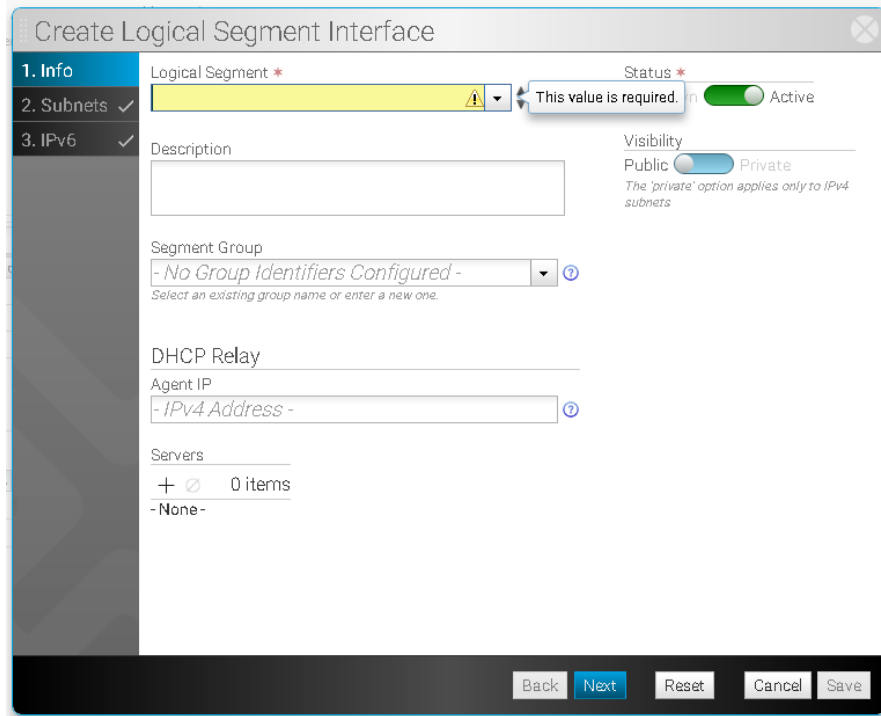 Create Logical Segment Interface
1. Info
2. Subnets
3. IPv6
Logical Segment *
This value is required.
Status *
n Active
Description
Visibility
Public Private
The 'private' option applies only to IPv4
subnets
Segment Group
- No Group Identifiers Configured -
Select an existing group name or enter a new one.
DHCP Relay
Agent IP
- IPv4 Address -
Servers
0 items
- None -
Back Next Reset Cancel Save